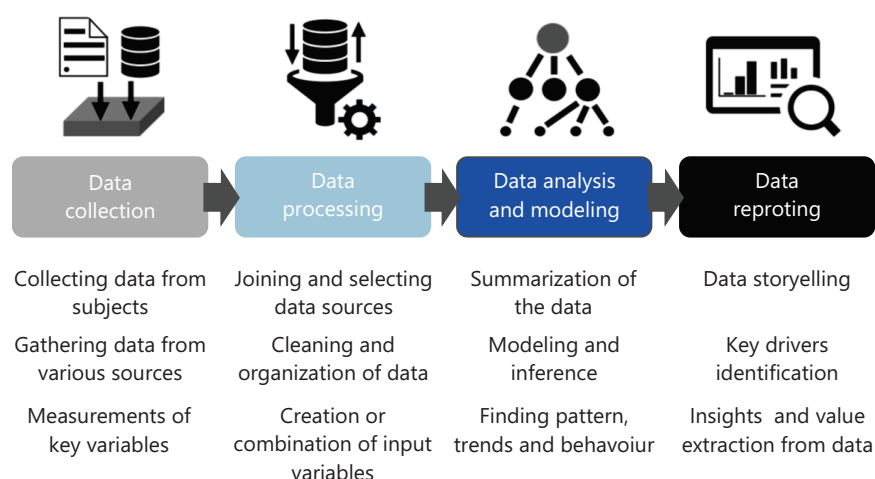 Data
collection
Data
processing
Data analysis
and modeling
Data
reproting
Collecting data from
subjects
Gathering data from
various sources
Measurements of
key variables
Joining and selecting
data sources
Cleaning and
organization of data
Creation or
combination of input
variables
Summarization of
the data
Modeling and
inference
Finding pattern,
trends and behavoiur
Data storyelling
Key drivers
identification
Insights and value
extraction from data